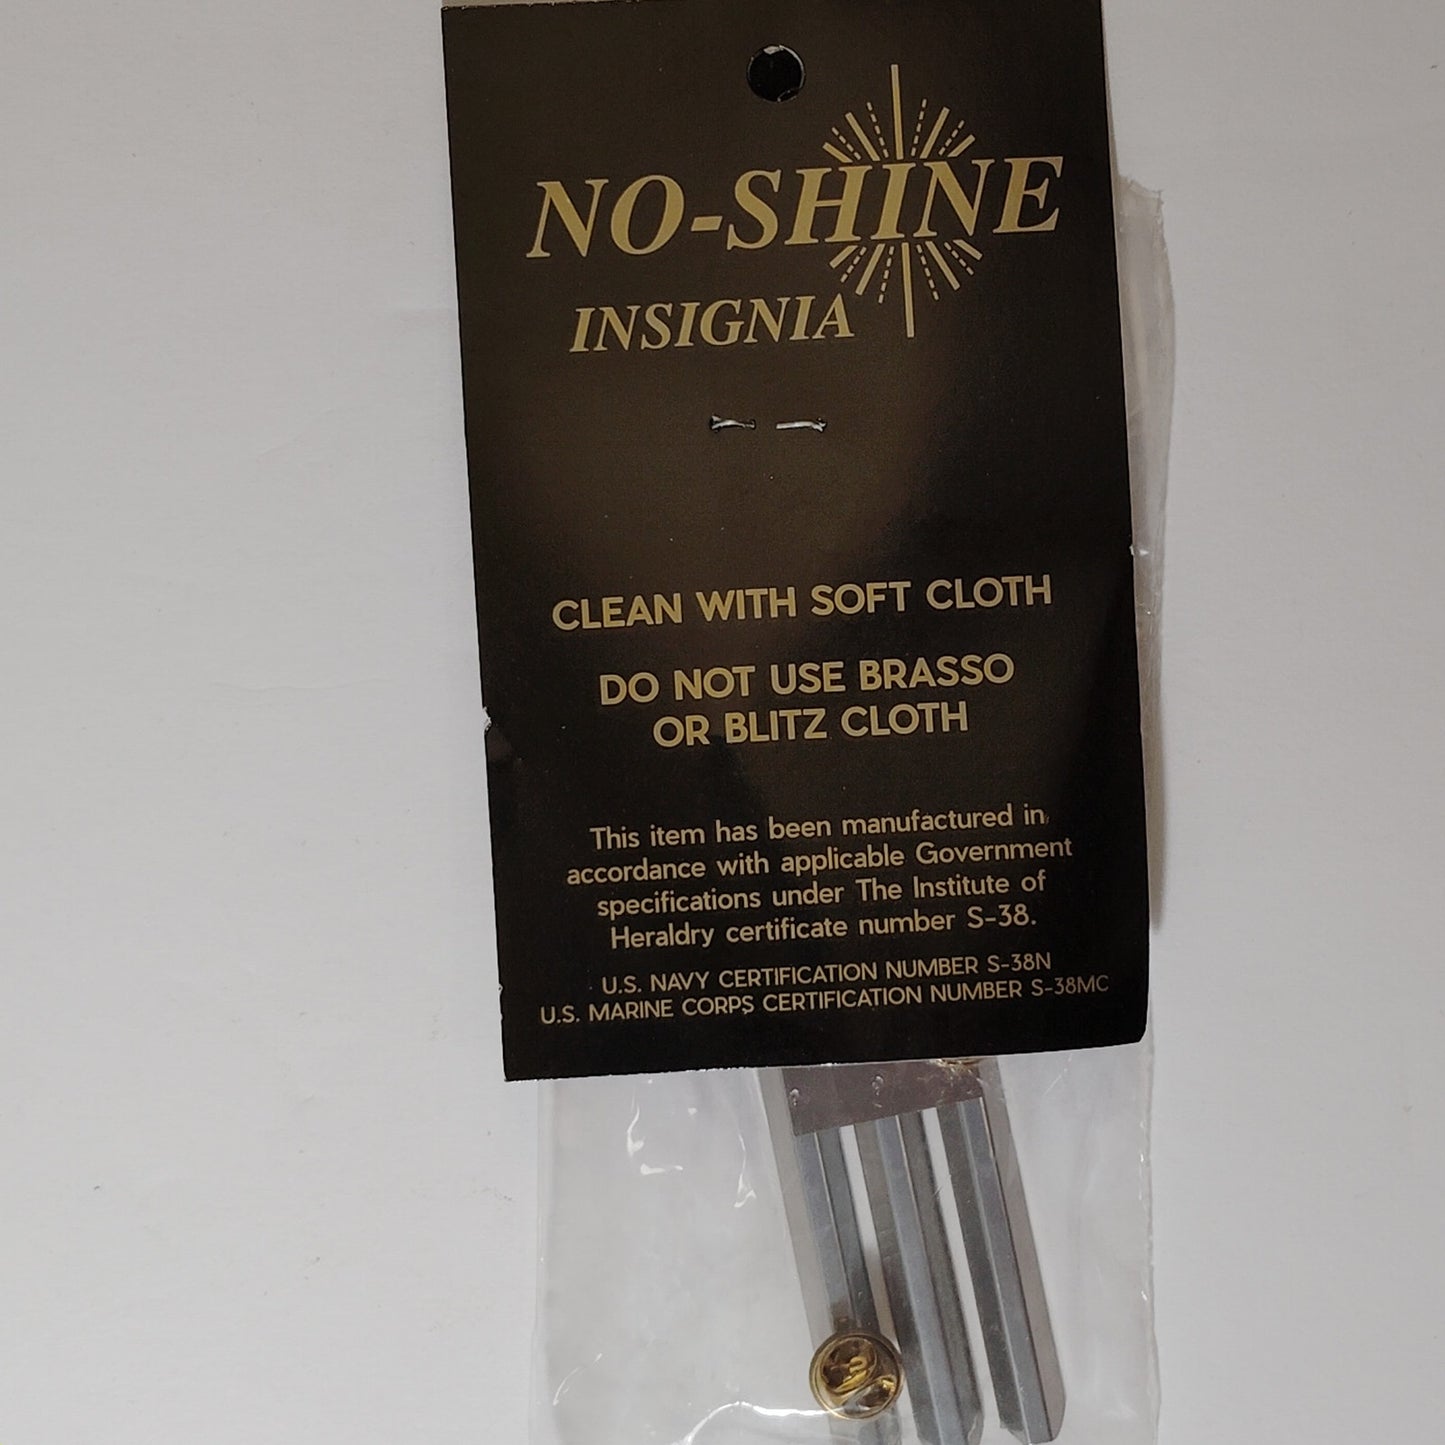 NO-SHINE
INSIGNIA
CLEAN WITH SOFT CLOTH
DO NOT USE BRASSO
OR BLITZ CLOTH
This item has been manufactured in
accordance with applicable Government
specifications under The Institute of
Heraldry certificate number S-38.
U.S. NAVY CERTIFICATION NUMBER S-38N
U.S. MARINE CORPS CERTIFICATION NUMBER S-38MC